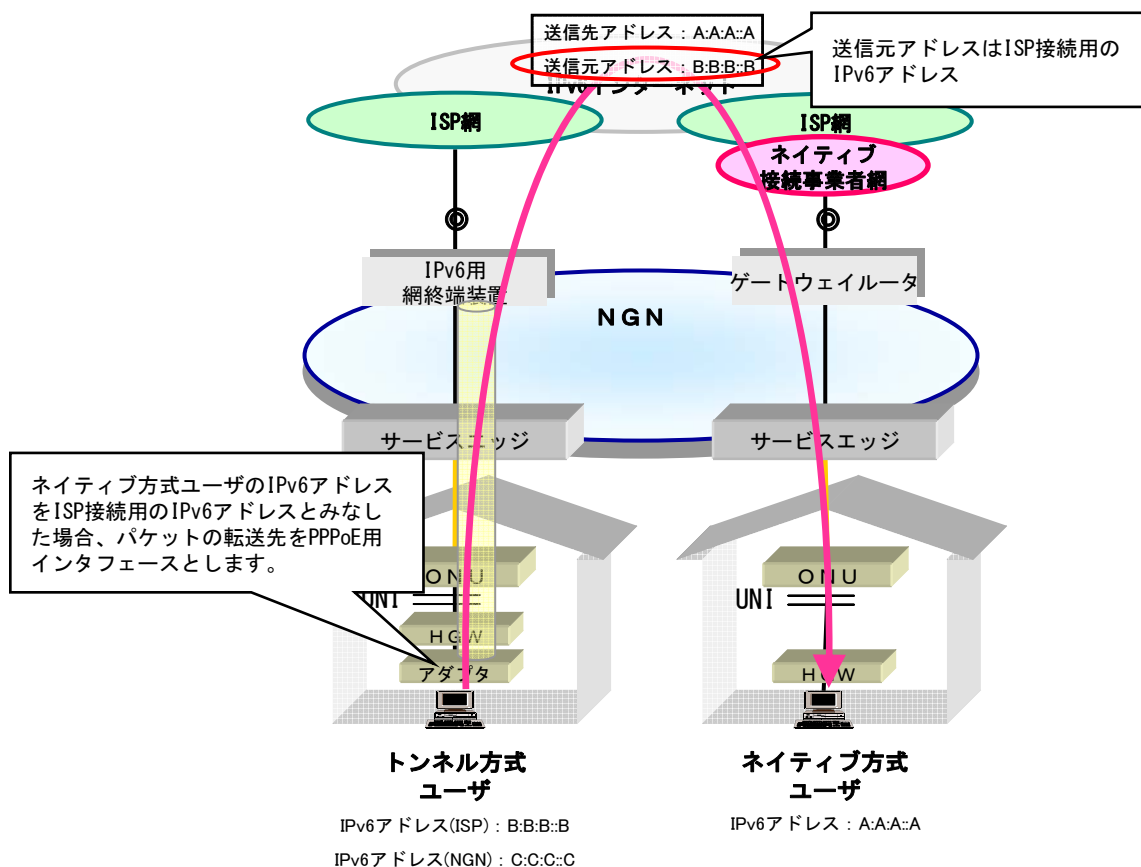 送信先アドレス：A:A:A::A
送信元アドレス：B:B:B::B
送信元アドレスはISP接続用の
IPv6アドレス
IPv6インターネット
ISP網
ISP網
ネイティブ
接続事業者網
IPv6用
網終端装置
ゲートウェイルータ
ＮＧＮ
サービスエッジ
サービスエッジ
ネイティブ方式ユーザのIPv6アドレス
をISP接続用のIPv6アドレスとみなし
た場合、パケットの転送先をPPPoE用
インタフェースとします。
ＯＮＵ
ＯＮＵ
UNI
UNI
ＨＧＷ
アダプタ
ＨＧＷ
トンネル方式
ユーザ
ネイティブ方式
ユーザ
IPv6アドレス(ISP)：B:B:B::B
IPv6アドレス：A:A:A::A
IPv6アドレス(NGN)：C:C:C::C